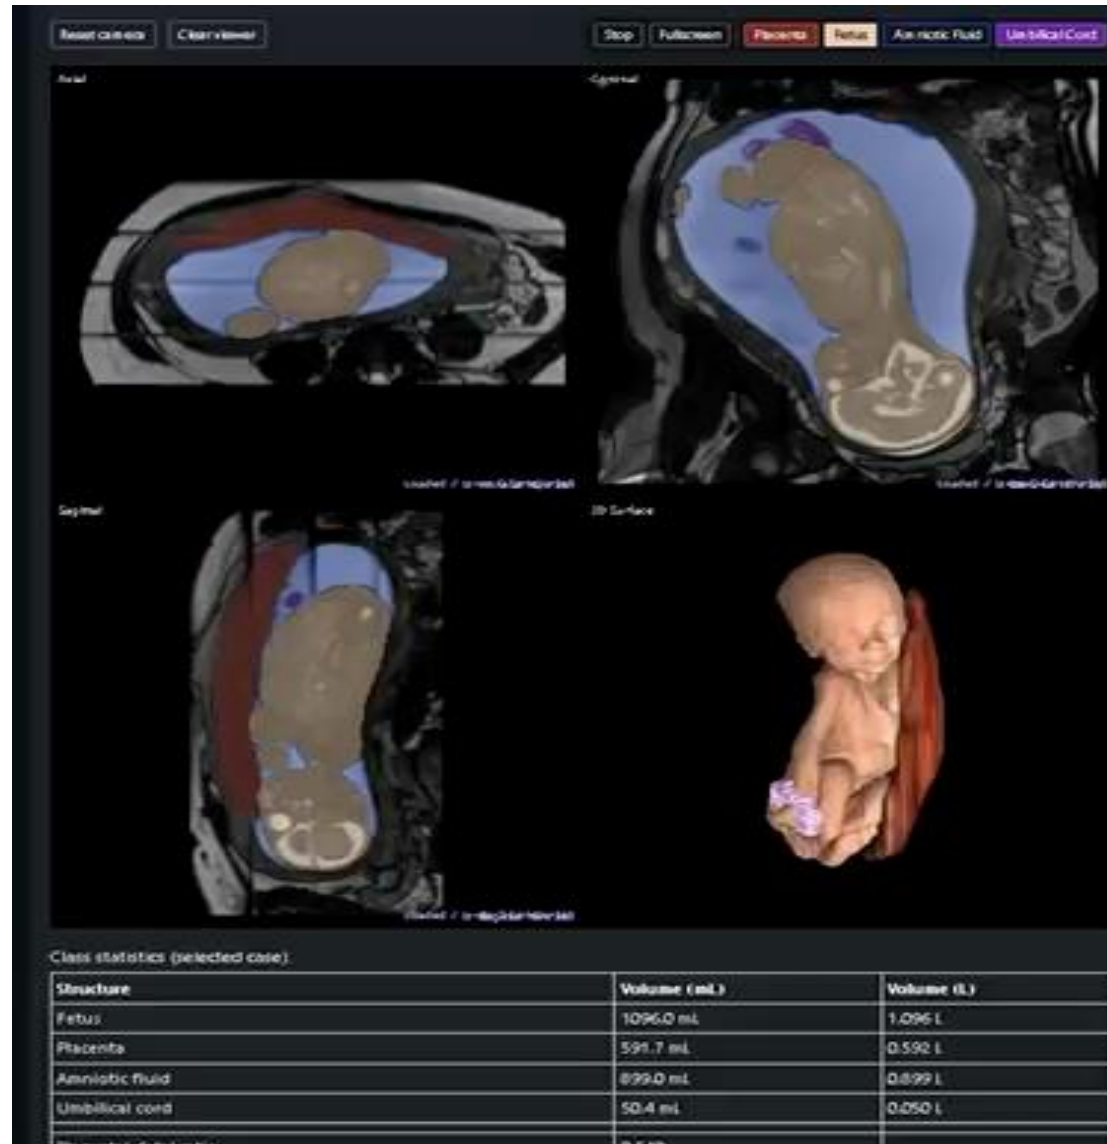 Reset camera Clear viewer Stop Fullscreen Placenta Fetus Amniotic Fluid Umbilical Cord
Axial
Coronal
Sagittal
3D Surface
Class statistics (selected case)
Structure Volume (mL) Volume (L)
Fetus 1096.0 mL 1.096 L
Placenta 591.7 mL 0.592 L
Amniotic fluid 899.0 mL 0.899 L
Umbilical cord 50.4 mL 0.050 L